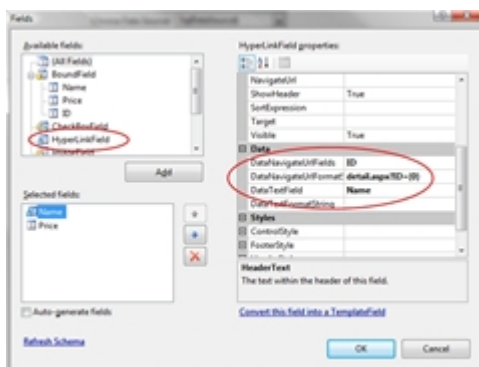 Fields
Available fields:
(All Fields)
BoundField
Name
Price
ID
CheckBoxField
HyperLinkField
Add
Selected fields:
Name
Price
Auto-generate fields
Refresh Schema
HyperLinkField properties:
NavigateUrl
ShowHeader True
SortExpression
Target
Visible True
Data
DataNavigateUrlFields ID
DataNavigateUrlFormatS detail.aspx?ID={0}
DataTextField Name
DataTextFormatString
Styles
ControlStyle
FooterStyle
HeaderText
The text within the header of this field.
Convert this field into a TemplateField
OK
Cancel